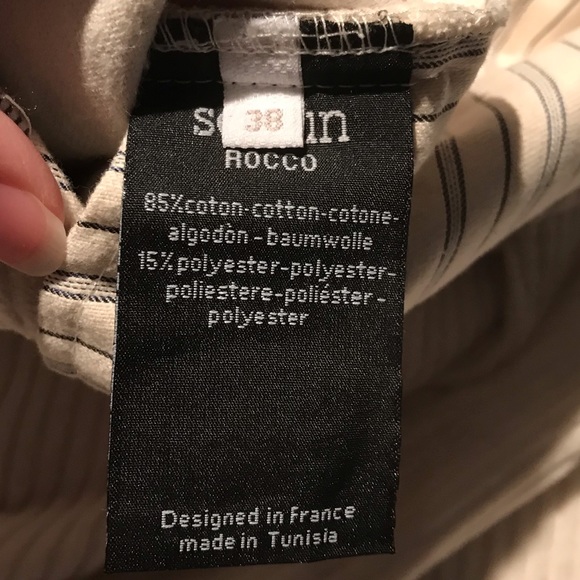 38
ROCCO
85%coton-cotton-cotone-
algodòn-baumwolle
15%polyester-polyester-
poliestere-poliéster-
polyester
Designed in France
made in Tunisia